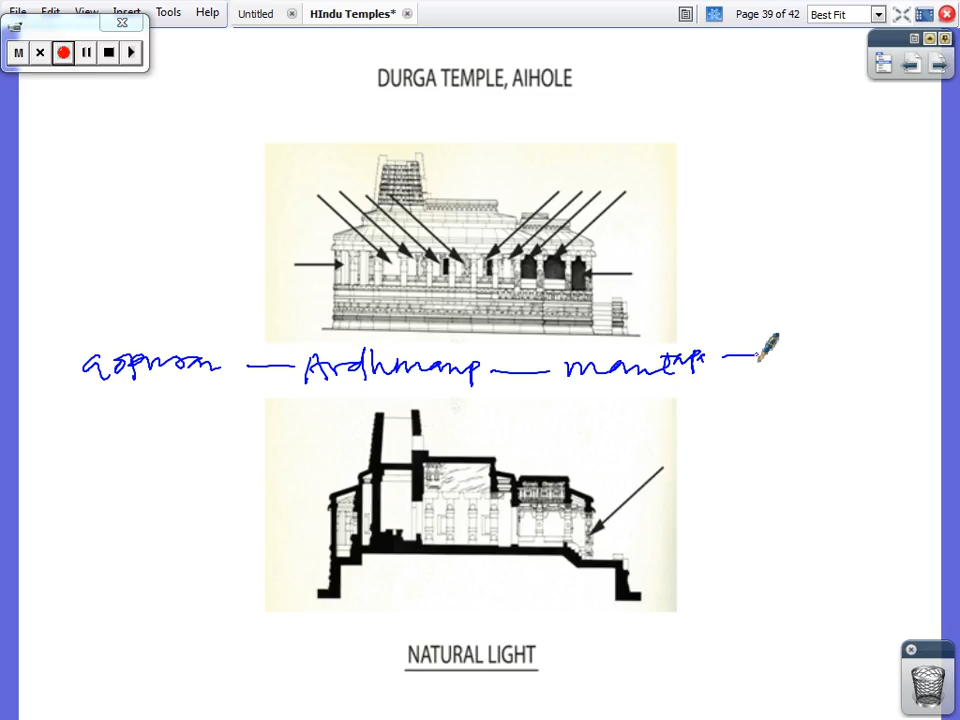 File Edit View Insert Tools Help
Untitled
HIndu Temples*
Page 39 of 42
Best Fit
M
DURGA TEMPLE, AIHOLE
— Ardhmanp — mantap —
NATURAL LIGHT